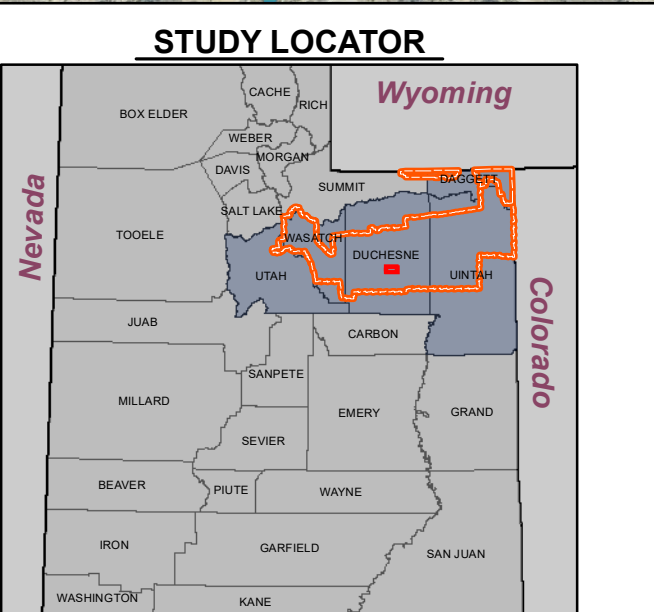 STUDY LOCATOR
Wyoming
CACHE
RICH
BOX ELDER
WEBER
MORGAN
DAVIS
DAGGETT
SUMMIT
SALT LAKE
Nevada
TOOELE
WASATCH
DUCHESNE
UTAH
UINTAH
Colorado
JUAB
CARBON
SANPETE
MILLARD
EMERY
GRAND
SEVIER
BEAVER
PIUTE
WAYNE
IRON
GARFIELD
SAN JUAN
WASHINGTON
KANE